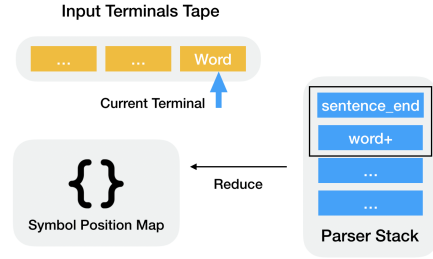 Input Terminals Tape
... ... Word
Current Terminal
sentence_end
word+
...
...
Parser Stack
Reduce
{}
Symbol Position Map